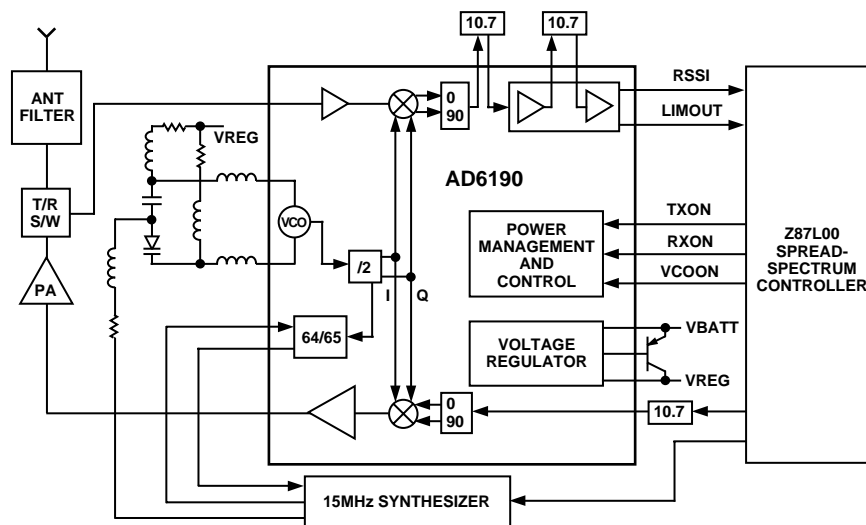 10.7
10.7
ANT
FILTER
VREG
0
90
RSSI
LIMOUT
AD6190
T/R
S/W
VCO
PA
/2
I
Q
64/65
POWER
MANAGEMENT
AND
CONTROL
TXON
RXON
VCOON
Z87L00
SPREAD-
SPECTRUM
CONTROLLER
VOLTAGE
REGULATOR
VBATT
VREG
0
90
10.7
15MHz SYNTHESIZER